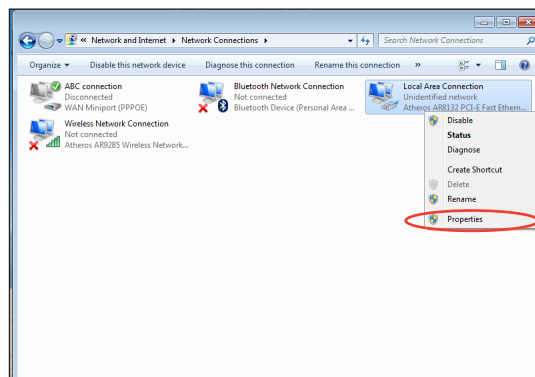 « Network and Internet ▸ Network Connections ▸
Search Network Connections
Organize ▾ Disable this network device Diagnose this connection Rename this connection »
ABC connection
Disconnected
WAN Miniport (PPPOE)
Bluetooth Network Connection
Not connected
Bluetooth Device (Personal Area ...
Local Area Connection
Unidentified network
Atheros AR8132 PCI-E Fast Ethern...
Wireless Network Connection
Not connected
Atheros AR9285 Wireless Network...
Disable
Status
Diagnose
Create Shortcut
Delete
Rename
Properties